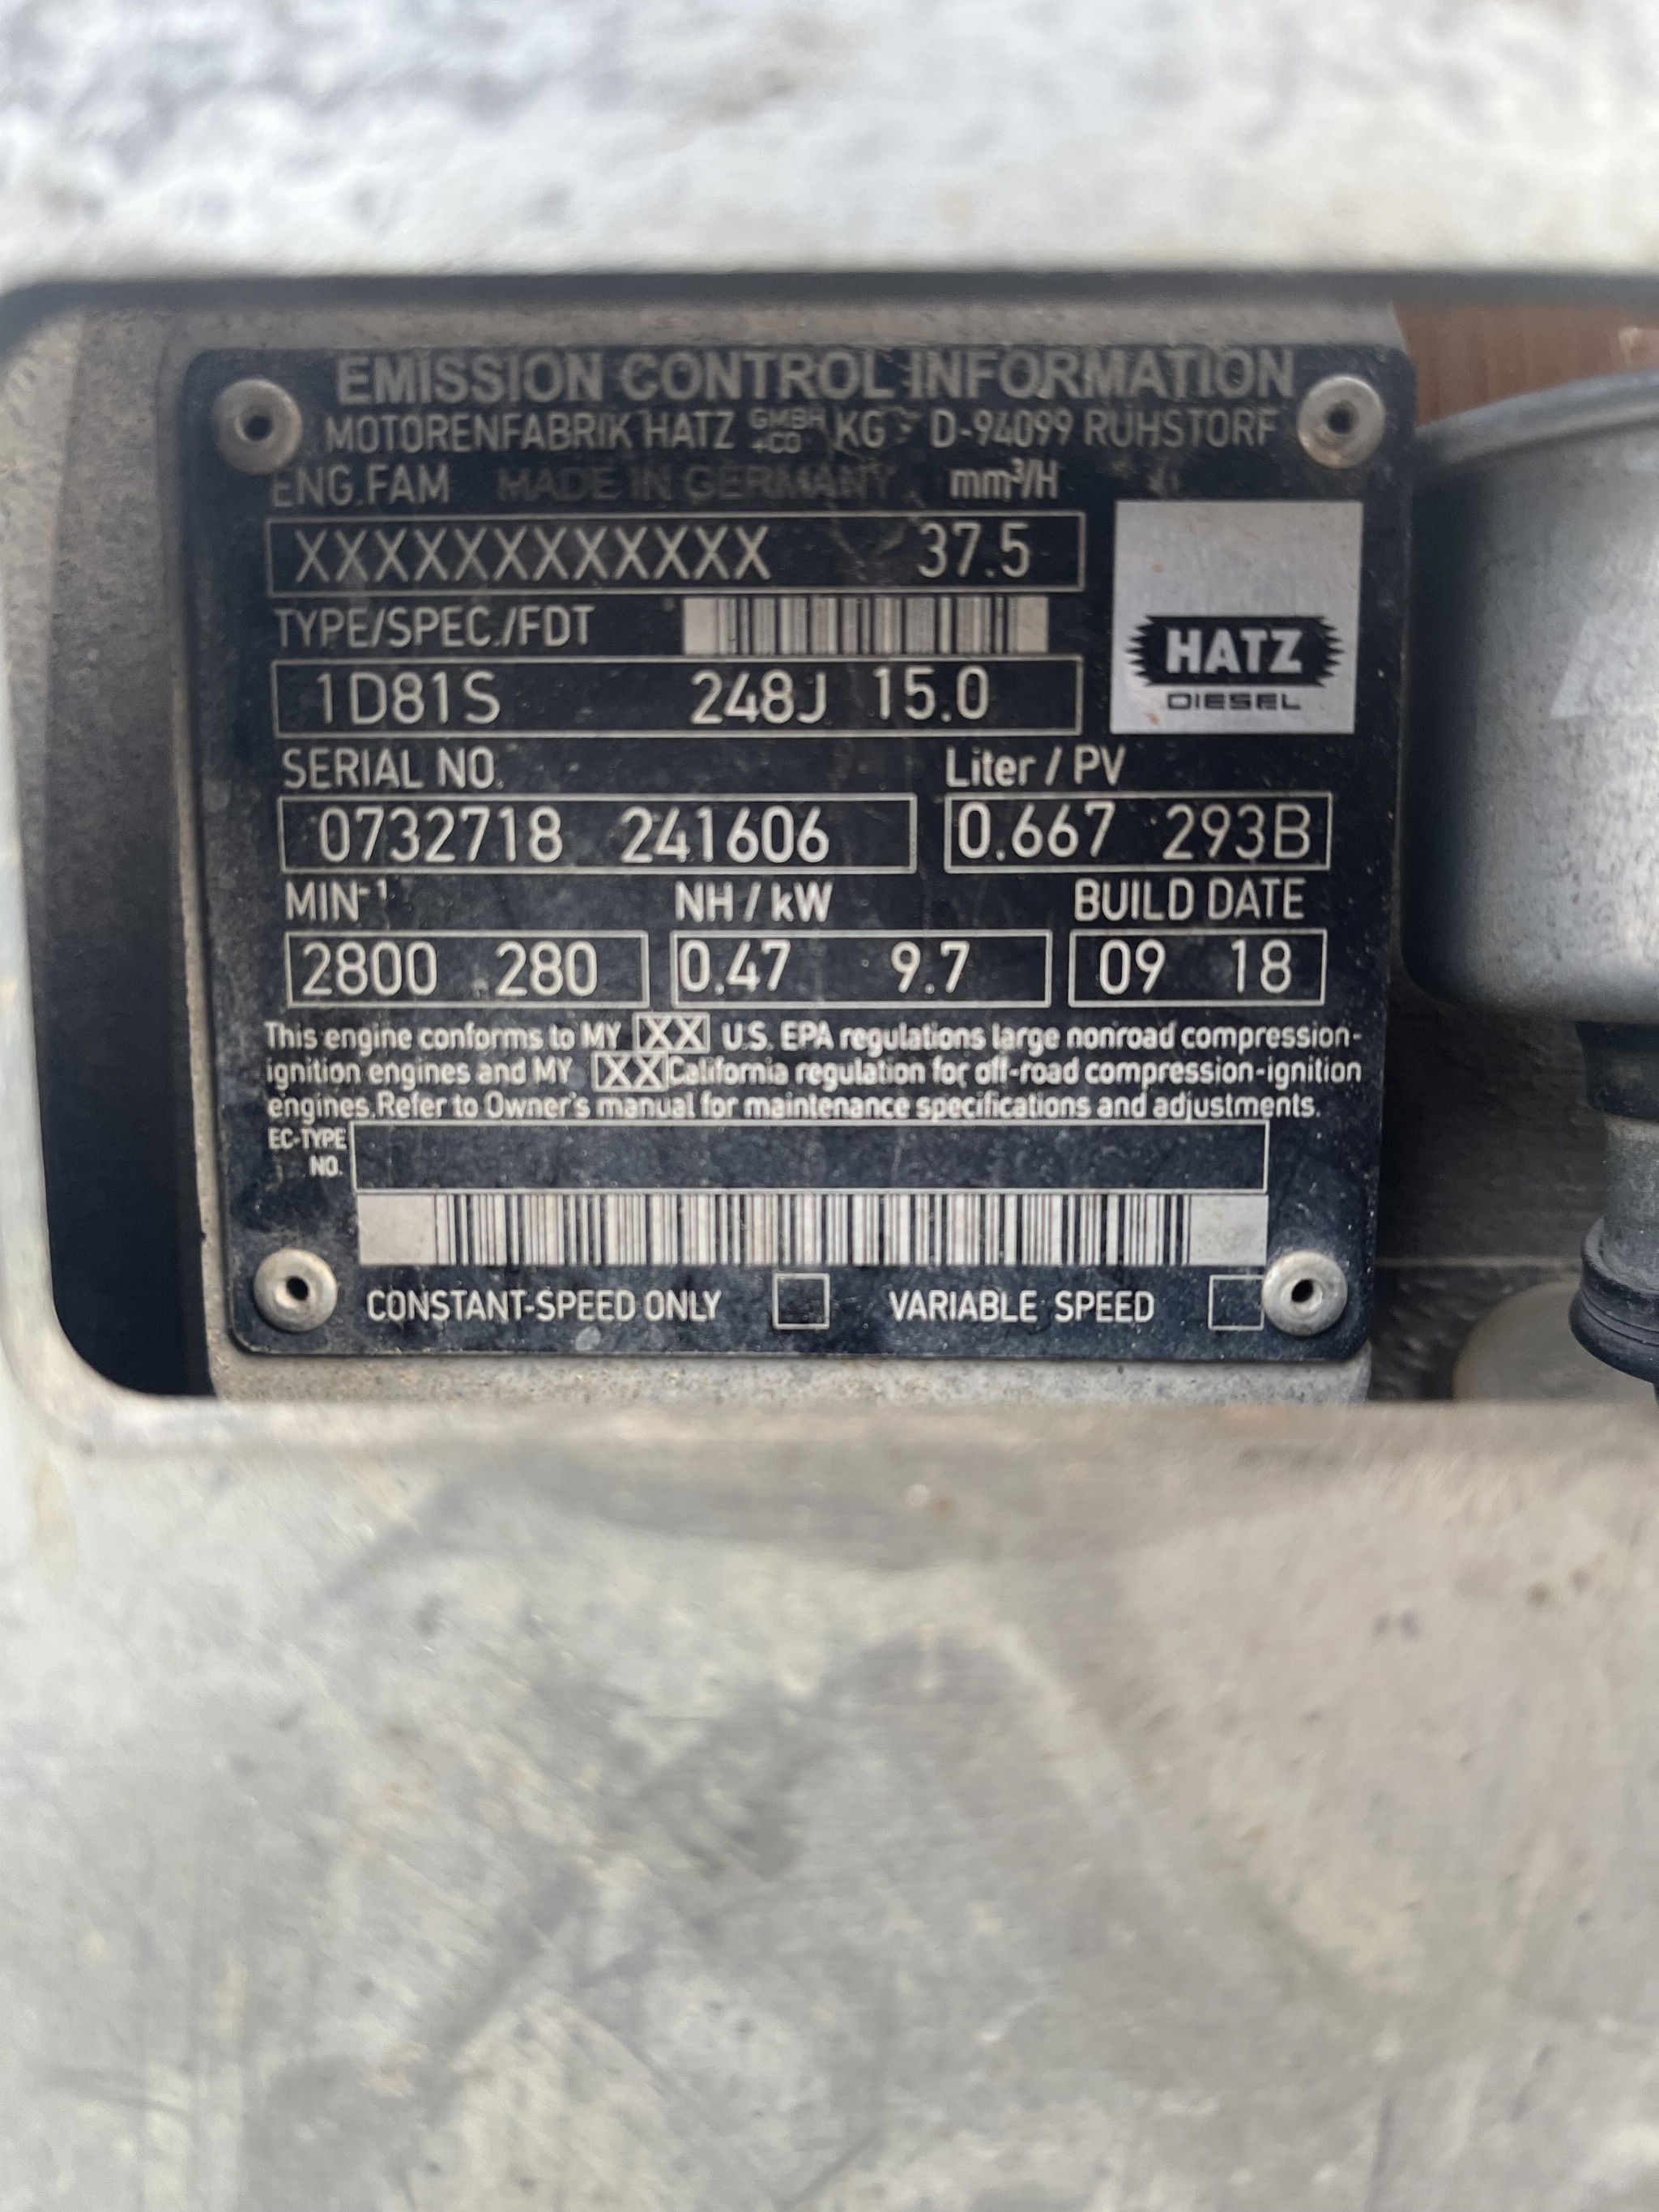 EMISSION CONTROL INFORMATION
MOTORENFABRIK HATZ GMBH +CO KG - D-94099 RUHSTORF
ENG.FAM MADE IN GERMANY mm³/H
XXXXXXXXXXXX 37.5
TYPE/SPEC./FDT
1D81S 248J 15.0
HATZ
DIESEL
SERIAL NO. Liter / PV
0732718 241606 0.667 293B
MIN⁻¹ NH / kW BUILD DATE
2800 280 0.47 9.7 09 18
This engine conforms to MY XX U.S. EPA regulations large nonroad compression-
ignition engines and MY XX California regulation for off-road compression-ignition
engines.Refer to Owner's manual for maintenance specifications and adjustments.
EC-TYPE
NO.
CONSTANT-SPEED ONLY VARIABLE SPEED